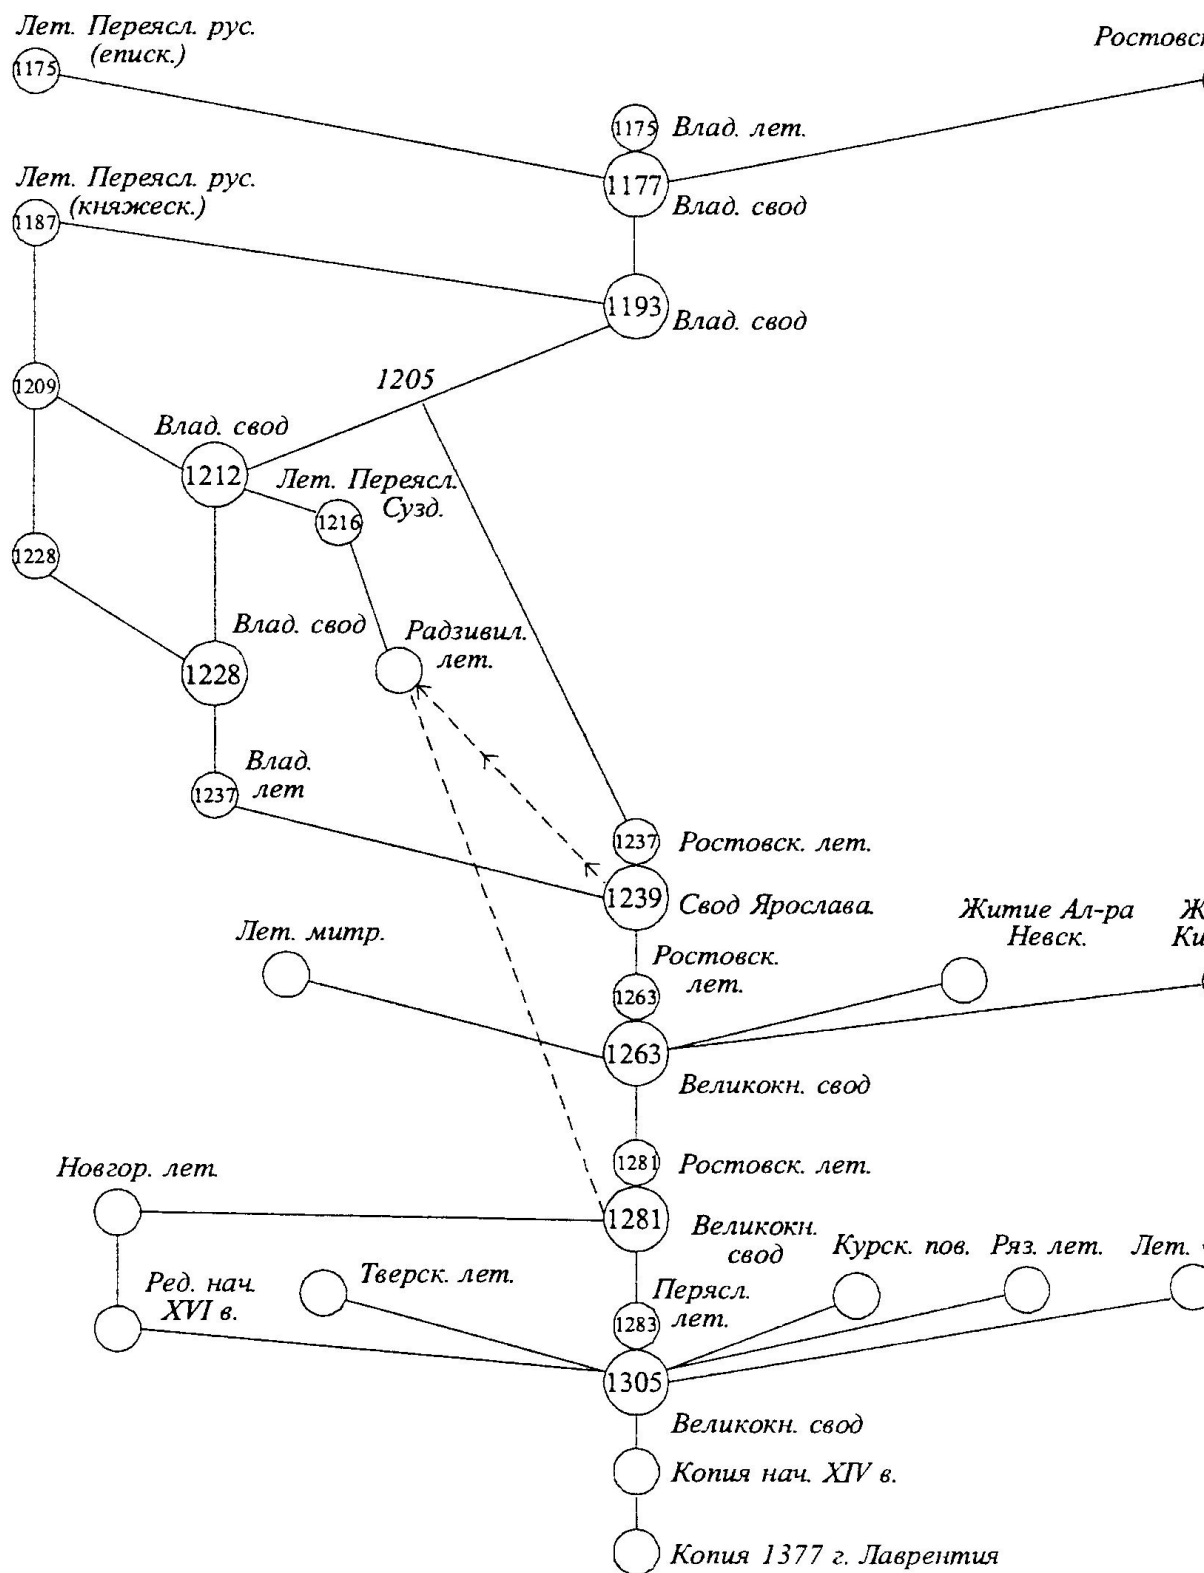 Лет. Переясл. рус.
(еписк.)
1175
Ростовск
1175
Влад. лет.
1177
Влад. свод
Лет. Переясл. рус.
(княжеск.)
1187
1193
Влад. свод
1205
1209
Влад. свод
1212
Лет. Переясл.
Сузд.
1216
1228
Влад. свод
1228
Радзивил.
лет.
Влад.
лет
1237
1237
Ростовск. лет.
1239
Свод Ярослава.
Лет. митр.
Житие Ал-ра
Невск.
Ж
Ки
Ростовск.
лет.
1263
1263
Великокн. свод
1281
Ростовск. лет.
Новгор. лет.
1281
Великокн.
свод
Ред. нач.
XVI в.
Тверск. лет.
Перясл.
лет.
1283
Курск. пов.
Ряз. лет.
Лет.
1305
Великокн. свод
Копия нач. XIV в.
Копия 1377 г. Лаврентия